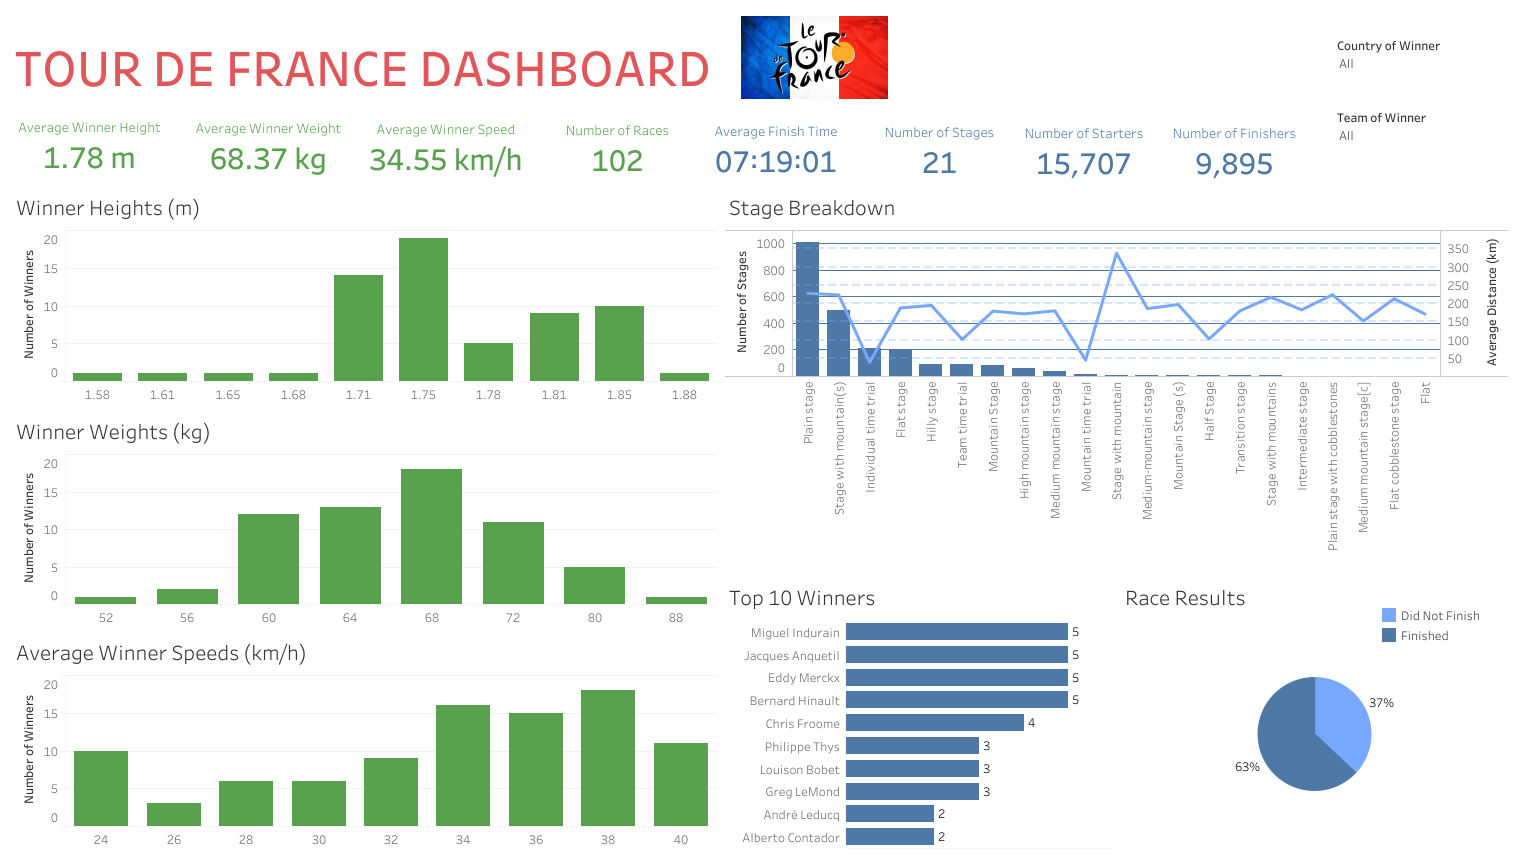 TOUR DE FRANCE DASHBOARD
le
TOUR
de
france
Country of Winner
All
Team of Winner
All
Average Winner Height
1.78 m
Average Winner Weight
68.37 kg
Average Winner Speed
34.55 km/h
Number of Races
102
Average Finish Time
07:19:01
Number of Stages
21
Number of Starters
15,707
Number of Finishers
9,895
Winner Heights (m)
Number of Winners
20
15
10
5
0
1.58 1.61 1.65 1.68 1.71 1.75 1.78 1.81 1.85 1.88
Winner Weights (kg)
Number of Winners
20
15
10
5
0
52 56 60 64 68 72 80 88
Average Winner Speeds (km/h)
Number of Winners
20
15
10
5
0
24 26 28 30 32 34 36 38 40
Stage Breakdown
Number of Stages
1000
800
600
400
200
0
350
300
250
200
150
100
50
Average Distance (km)
Plain stage
Stage with mountain(s)
Individual time trial
Flat stage
Hilly stage
Team time trial
Mountain Stage
High mountain stage
Medium mountain stage
Mountain time trial
Stage with mountain
Medium-mountain stage
Mountain Stage (s)
Half Stage
Transition stage
Stage with mountains
Intermediate stage
Plain stage with cobblestones
Medium mountain stage[c]
Flat cobblestone stage
Flat
Top 10 Winners
Miguel Indurain 5
Jacques Anquetil 5
Eddy Merckx 5
Bernard Hinault 5
Chris Froome 4
Philippe Thys 3
Louison Bobet 3
Greg LeMond 3
André Leducq 2
Alberto Contador 2
Race Results
Did Not Finish
Finished
37%
63%